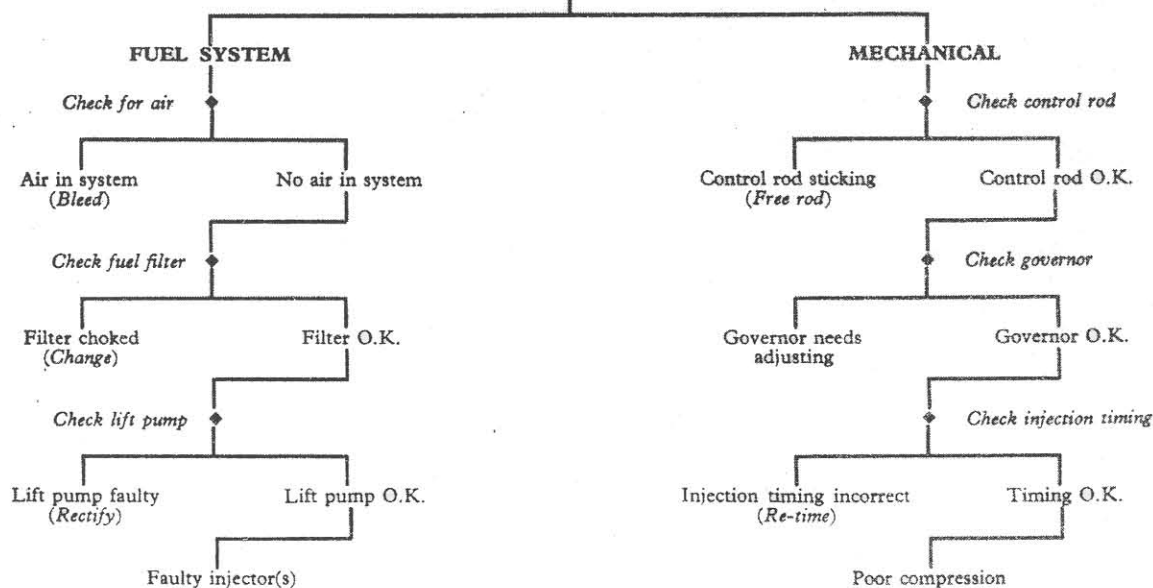 FUEL SYSTEM
MECHANICAL
Check for air
Check control rod
Air in system
(Bleed)
No air in system
Control rod sticking
(Free rod)
Control rod O.K.
Check fuel filter
Check governor
Filter choked
(Change)
Filter O.K.
Governor needs
adjusting
Governor O.K.
Check lift pump
Check injection timing
Lift pump faulty
(Rectify)
Lift pump O.K.
Injection timing incorrect
(Re-time)
Timing O.K.
Faulty injector(s)
Poor compression